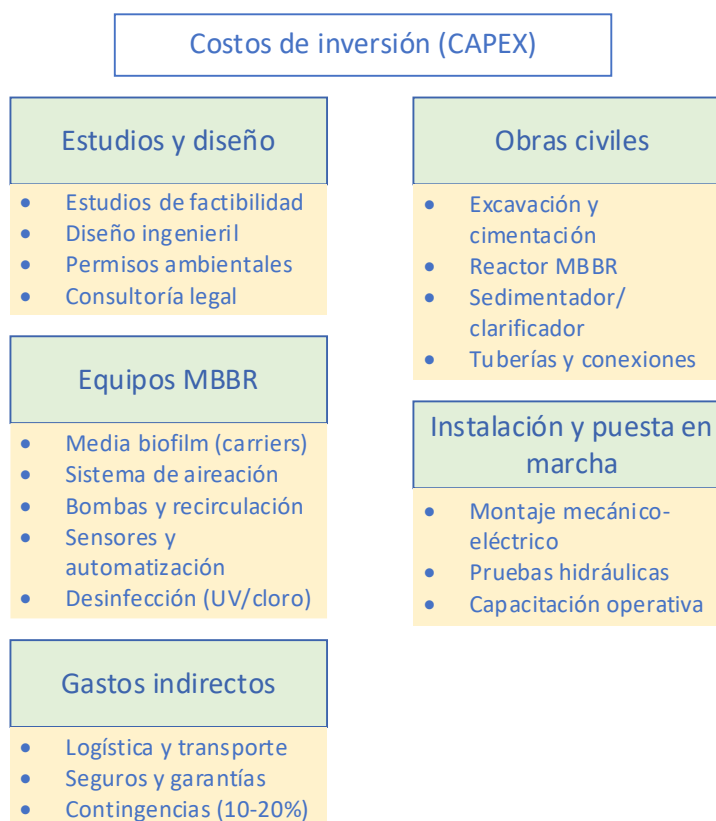 Costos de inversión (CAPEX)
Estudios y diseño
• Estudios de factibilidad
• Diseño ingenieril
• Permisos ambientales
• Consultoría legal
Equipos MBBR
• Media biofilm (carriers)
• Sistema de aireación
• Bombas y recirculación
• Sensores y
automatización
• Desinfección (UV/cloro)
Gastos indirectos
• Logística y transporte
• Seguros y garantías
• Contingencias (10-20%)
Obras civiles
• Excavación y
cimentación
• Reactor MBBR
• Sedimentador/
clarificador
• Tuberías y conexiones
Instalación y puesta en
marcha
• Montaje mecánico-
eléctrico
• Pruebas hidráulicas
• Capacitación operativa